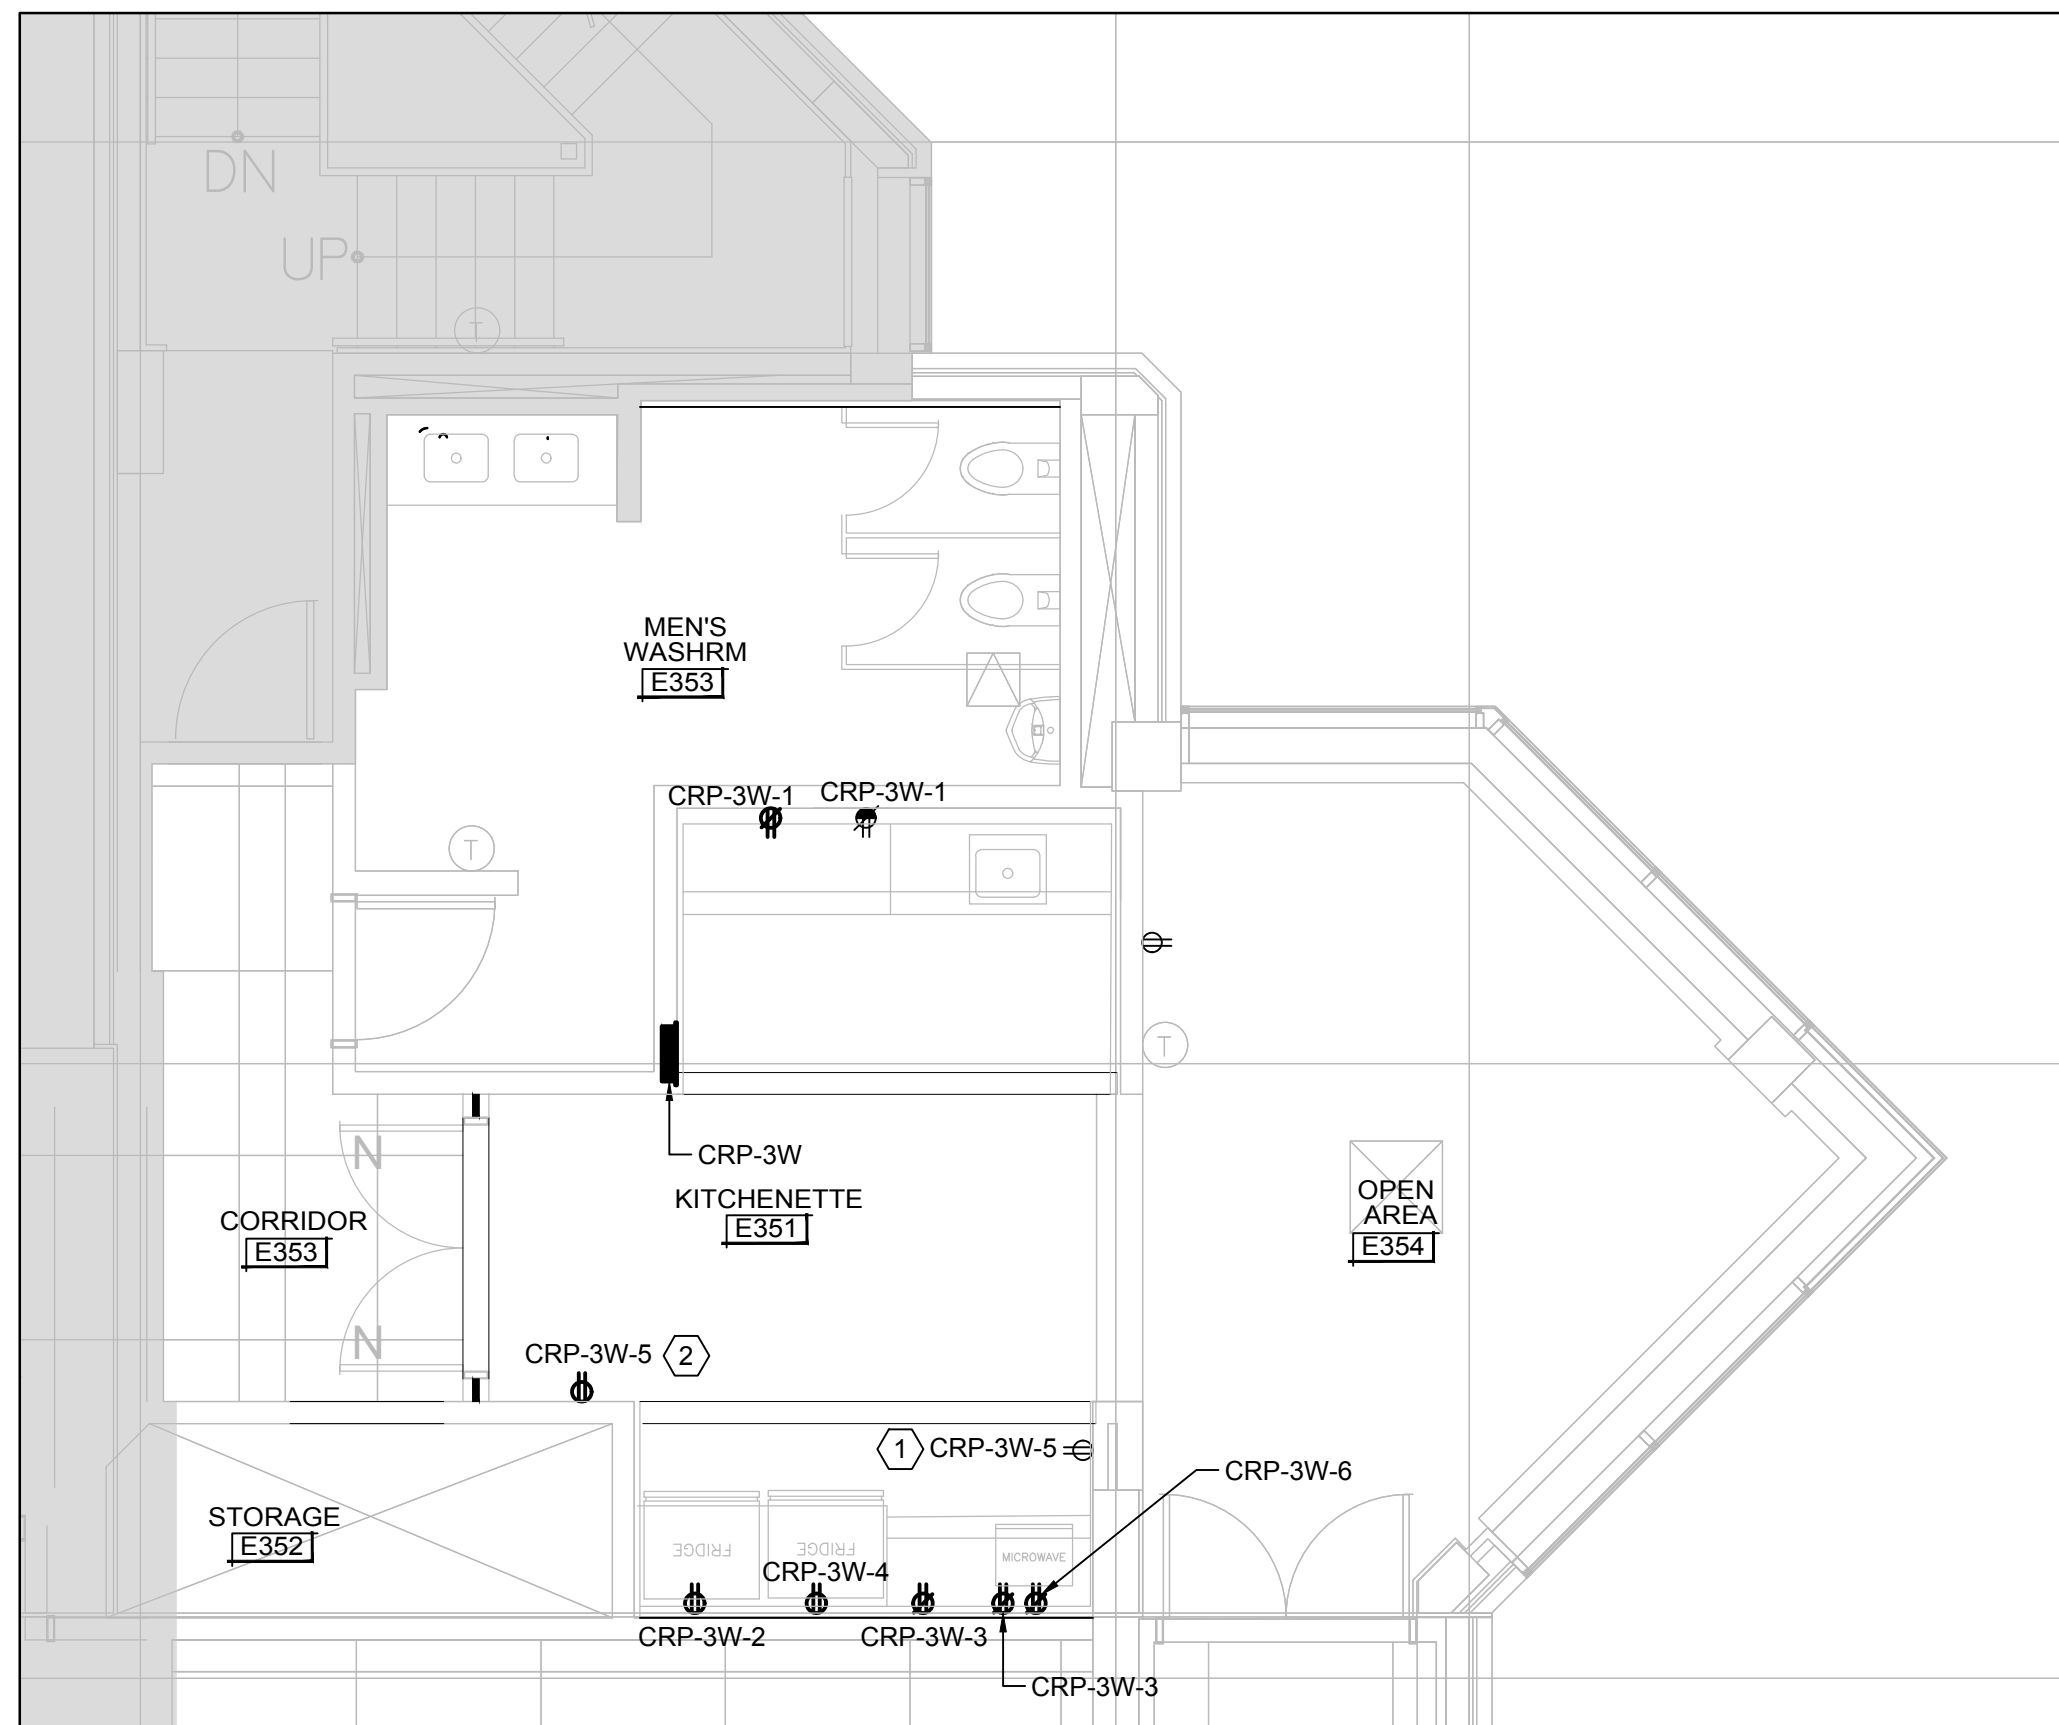 DN
UP
T
MEN'S
WASHRM
E353
CRP-3W-1
CRP-3W-1
T
T
CRP-3W
N
KITCHENETTE
E351
OPEN
AREA
E354
CORRIDOR
E353
N
CRP-3W-5 2
1 CRP-3W-5
CRP-3W-6
STORAGE
E352
FRIDGE
FRIDGE
MICROWAVE
CRP-3W-4
CRP-3W-2
CRP-3W-3
CRP-3W-3